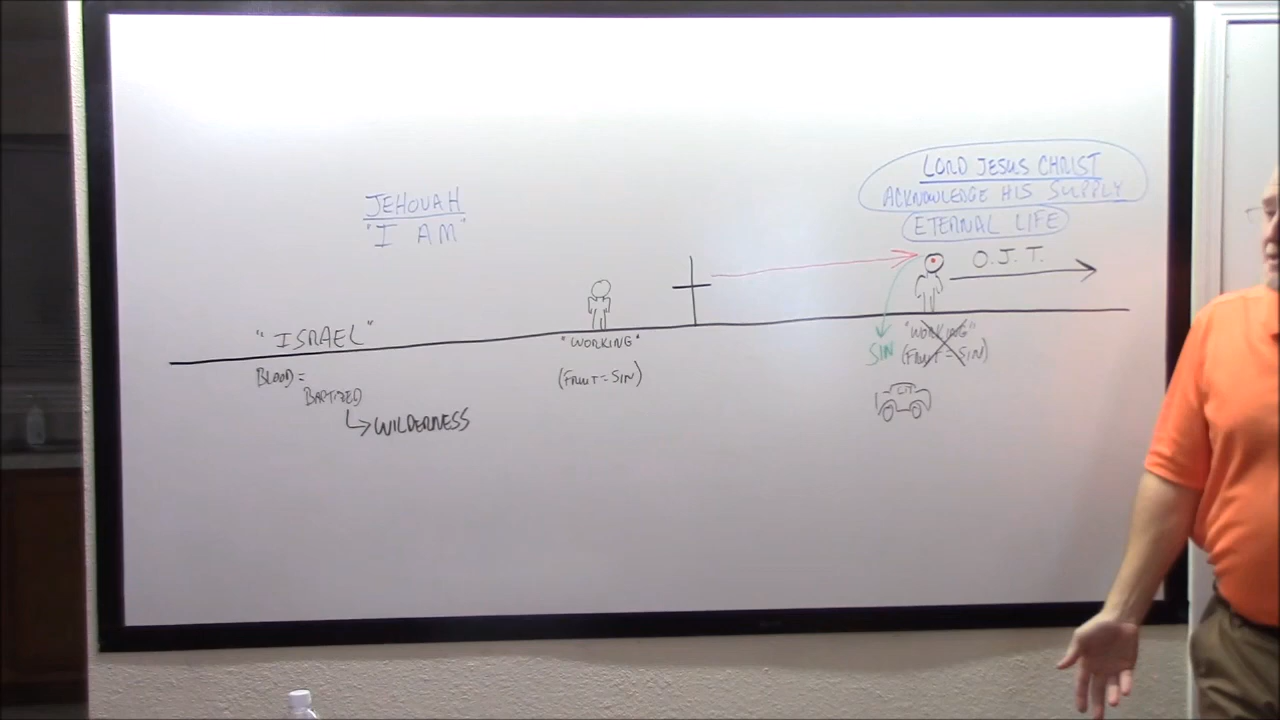 JEHOVAH
"I AM"
"ISRAEL"
BLOOD =
BAPTIZED
WILDERNESS
"WORKING"
(FRUIT = SIN)
LORD JESUS CHRIST
ACKNOWLEDGE HIS SUPPLY
ETERNAL LIFE
O.J.T.
"WORKING"
(FRUIT = SIN)
SIN